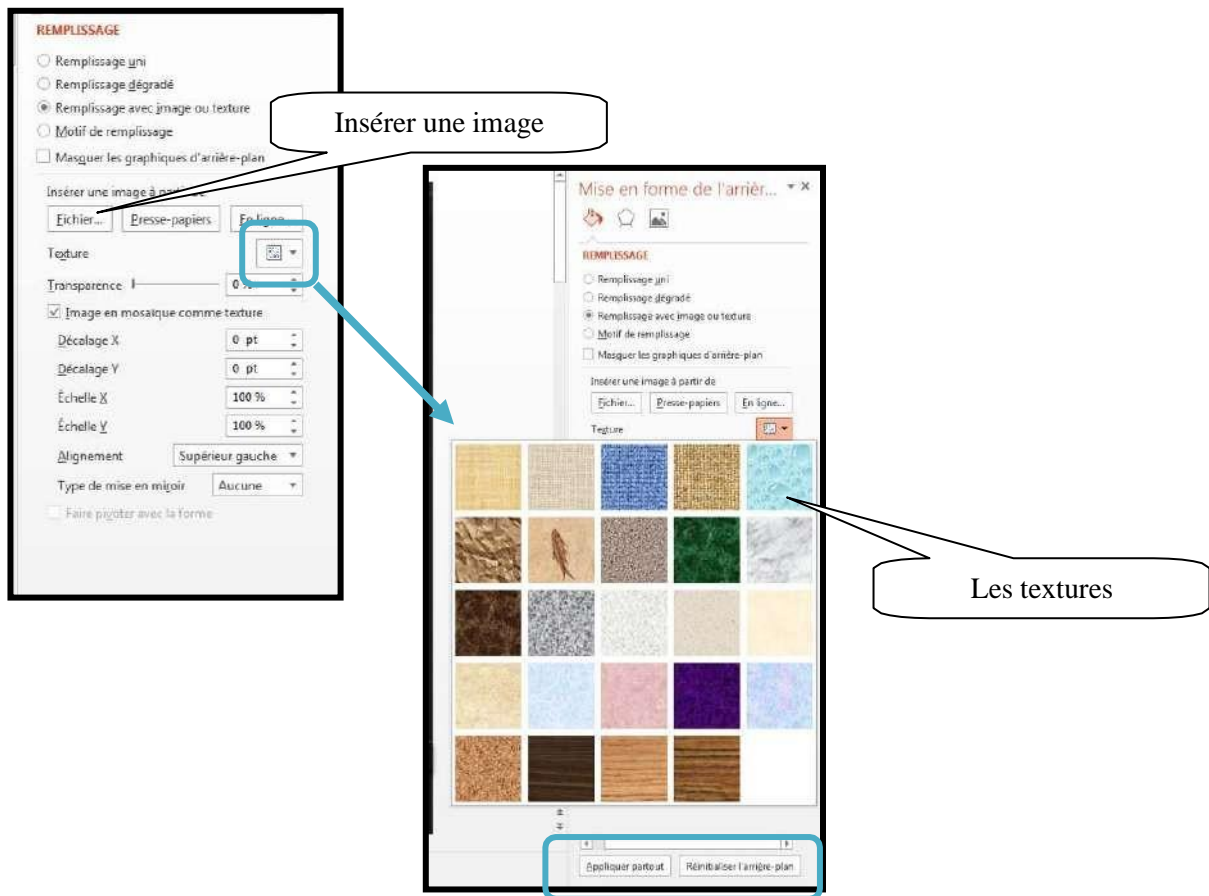 REMPLISSAGE
Remplissage uni
Remplissage dégradé
Remplissage avec image ou texture
Motif de remplissage
Masquer les graphiques d'arrière-plan
Insérer une image à partir de
Fichier... Presse-papiers En ligne...
Texture
Transparence 0 %
Image en mosaïque comme texture
Décalage X 0 pt
Décalage Y 0 pt
Échelle X 100 %
Échelle Y 100 %
Alignement Supérieur gauche
Type de mise en miroir Aucune
Faire pivoter avec la forme
Insérer une image
Mise en forme de l'arrièr...
REMPLISSAGE
Remplissage uni
Remplissage dégradé
Remplissage avec image ou texture
Motif de remplissage
Masquer les graphiques d'arrière-plan
Insérer une image à partir de
Fichier... Presse-papiers En ligne...
Texture
Les textures
Appliquer partout Réinitialiser l'arrière-plan